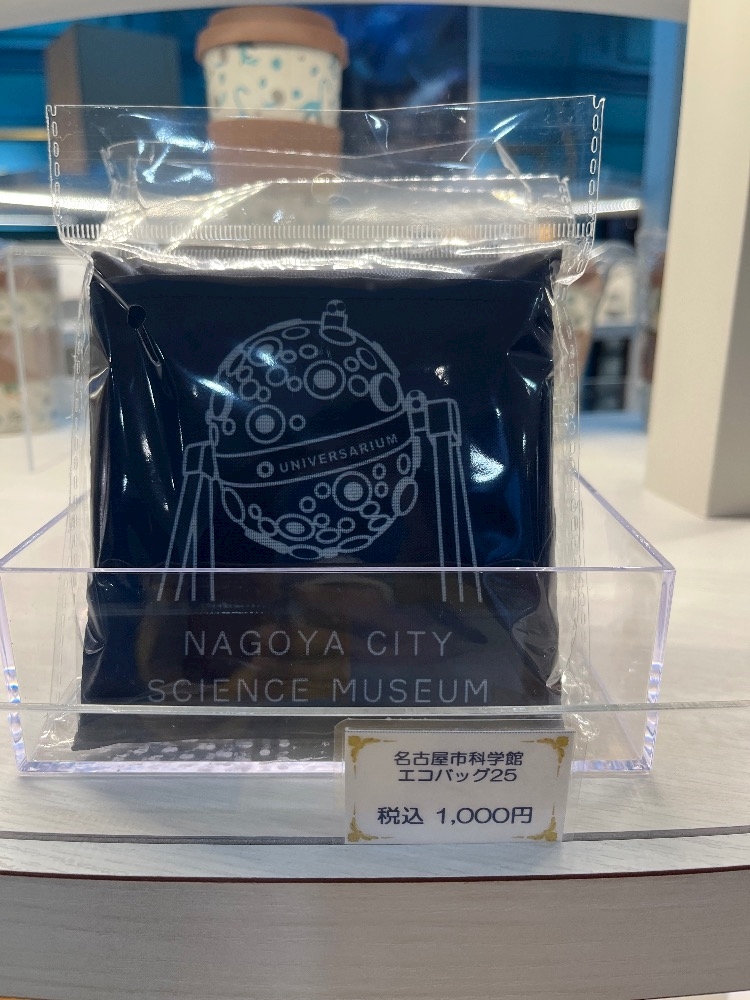 UNIVERSARIUM
NAGOYA CITY
SCIENCE MUSEUM
名古屋市科学館
エコバッグ25
税込 1,000円